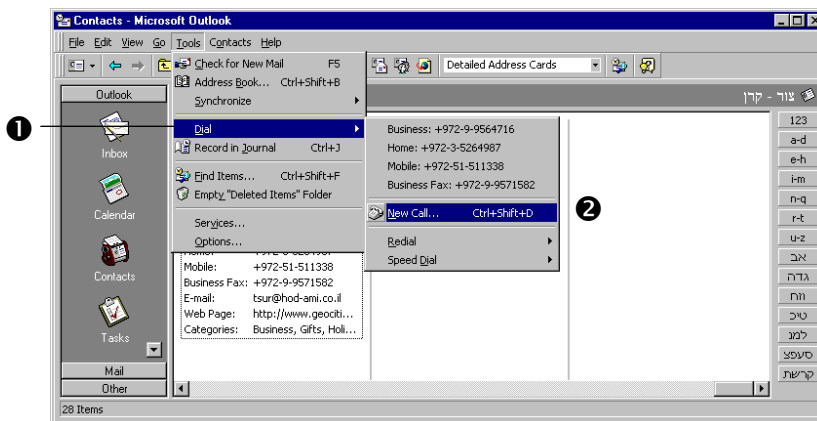 Contacts - Microsoft Outlook
File Edit View Go Tools Contacts Help
Detailed Address Cards
Outlook
Inbox
Calendar
Contacts
Tasks
Mail
Other
❶
Check for New Mail F5
Address Book... Ctrl+Shift+B
Synchronize
Dial
Record in Journal Ctrl+J
Find Items... Ctrl+Shift+F
Empty "Deleted Items" Folder
Services...
Options...
Business: +972-9-9564716
Home: +972-3-5264987
Mobile: +972-51-511338
Business Fax: +972-9-9571582
New Call... Ctrl+Shift+D
Redial
Speed Dial
❷
Mobile: +972-51-511338
Business Fax: +972-9-9571582
E-mail: tsur@hod-ami.co.il
Web Page: http://www.geociti...
Categories: Business, Gifts, Holi...
צור - קרן
123
a-d
e-h
i-m
n-q
r-t
u-z
אב
גדה
וזח
טיכ
למנ
סעפצ
קרשת
28 Items